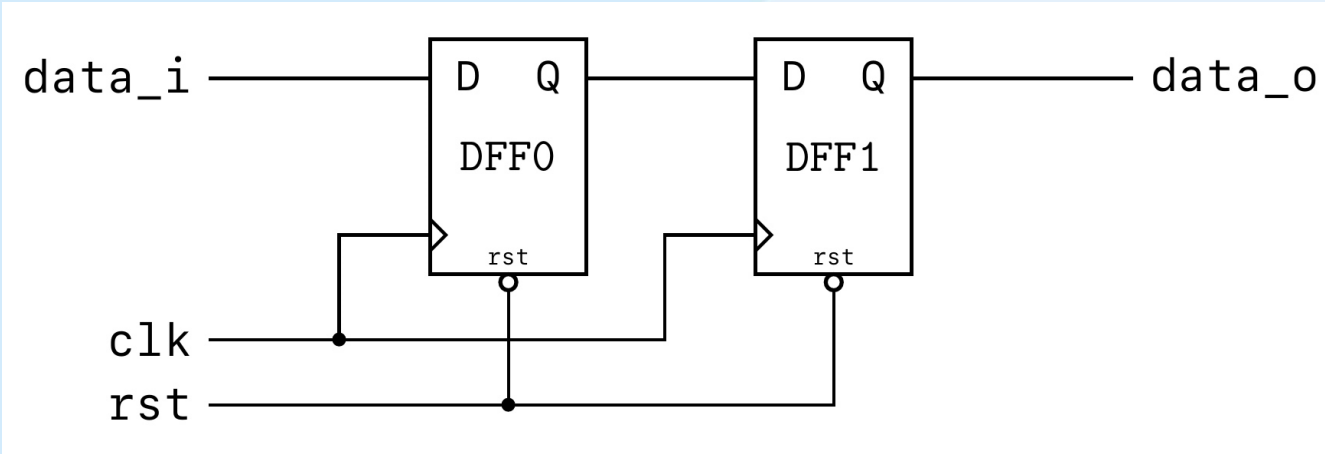 data_i D Q D Q data_o
DFF0 DFF1
rst rst
clk
rst